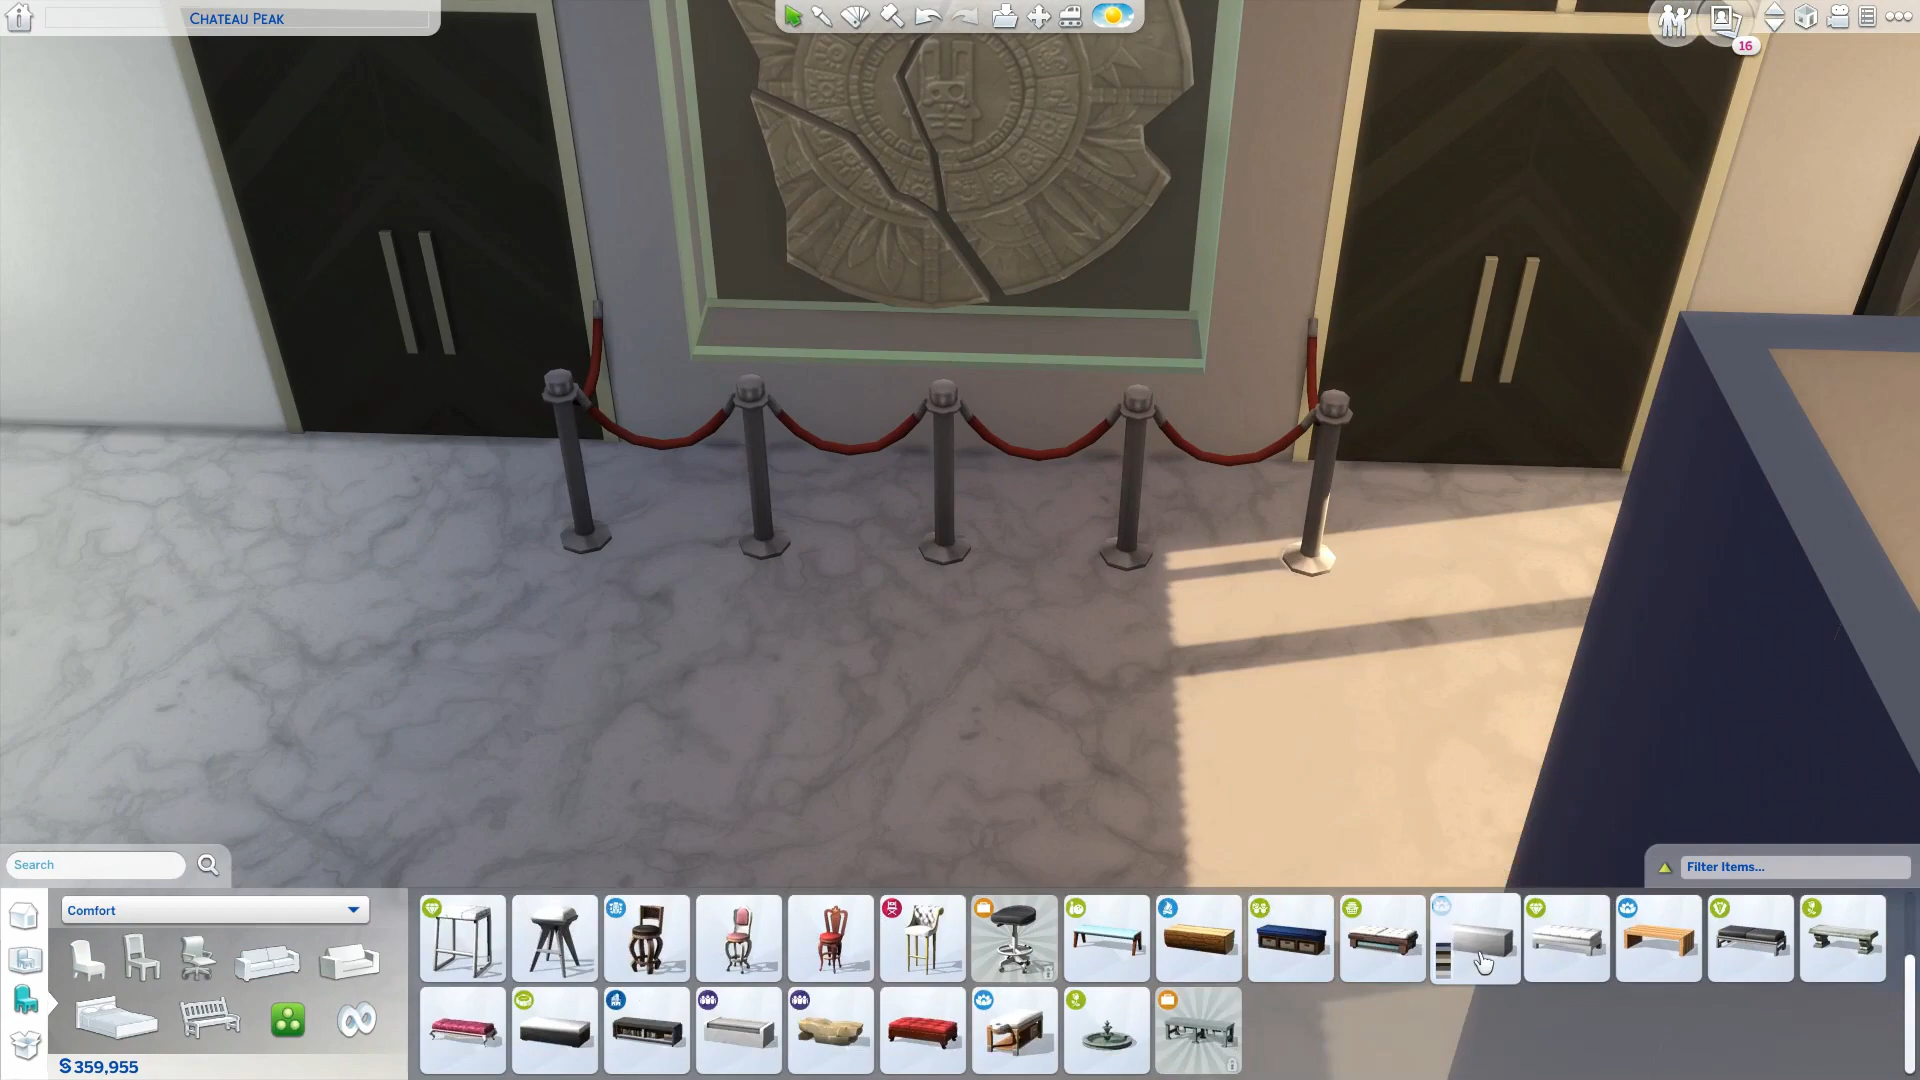 CHATEAU PEAK
16
Search
Filter Items...
Comfort
§359,955